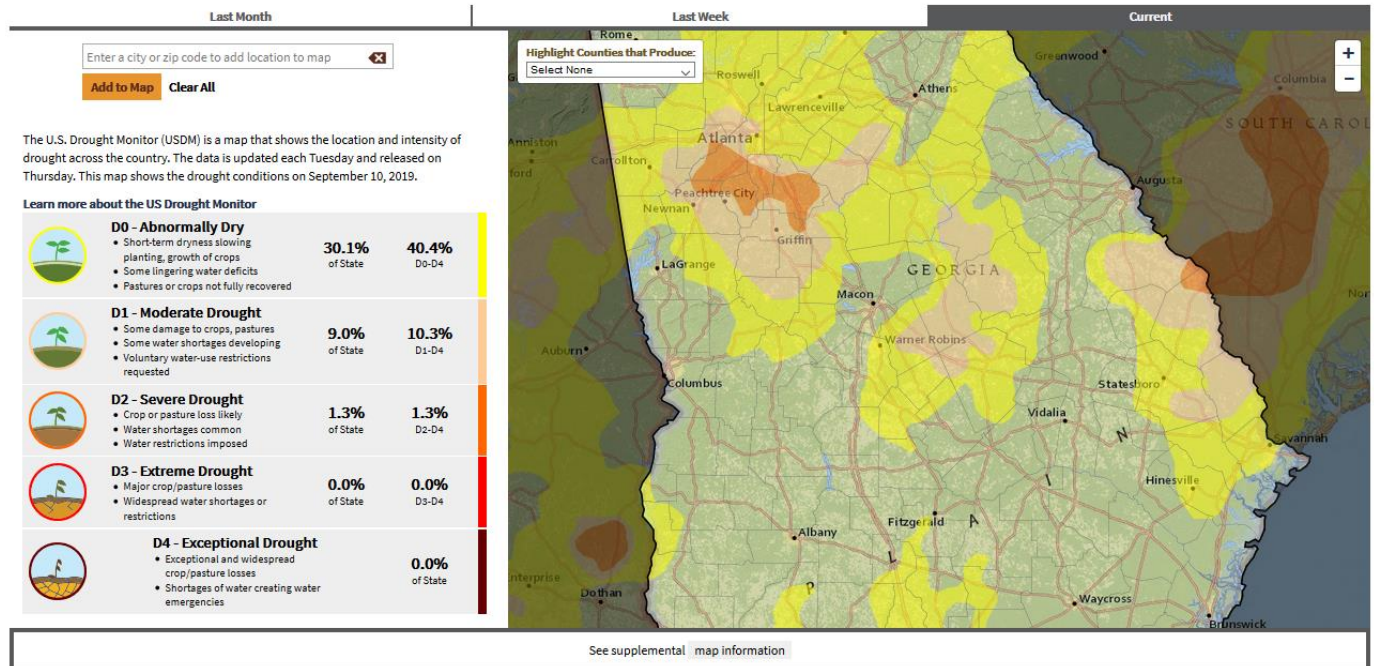 Last Month
Last Week
Current
Enter a city or zip code to add location to map
Add to Map Clear All
The U.S. Drought Monitor (USDM) is a map that shows the location and intensity of
drought across the country. The data is updated each Tuesday and released on
Thursday. This map shows the drought conditions on September 10, 2019.
Learn more about the US Drought Monitor
D0 - Abnormally Dry
• Short-term dryness slowing
planting, growth of crops
• Some lingering water deficits
• Pastures or crops not fully recovered
30.1%
of State
40.4%
D0-D4
D1 - Moderate Drought
• Some damage to crops, pastures
• Some water shortages developing
• Voluntary water-use restrictions
requested
9.0%
of State
10.3%
D1-D4
D2 - Severe Drought
• Crop or pasture loss likely
• Water shortages common
• Water restrictions imposed
1.3%
of State
1.3%
D2-D4
D3 - Extreme Drought
• Major crop/pasture losses
• Widespread water shortages or
restrictions
0.0%
of State
0.0%
D3-D4
D4 - Exceptional Drought
• Exceptional and widespread
crop/pasture losses
• Shortages of water creating water
emergencies
0.0%
of State
Highlight Counties that Produce:
Select None
+
−
Rome
Greenwood
Roswell
Columbia
Athens
Lawrenceville
SOUTH CAROL
Atlanta
Anniston
ford
Carrollton
Augusta
Peachtree City
Newnan
Griffin
LaGrange
GEORGIA
Macon
Nor
Auburn
Warner Robins
Columbus
Statesboro
Vidalia
N
Savannah
I
Hinesville
Fitzgerald
A
Albany
L
Enterprise
P
Dothan
Waycross
Brunswick
See supplemental map information